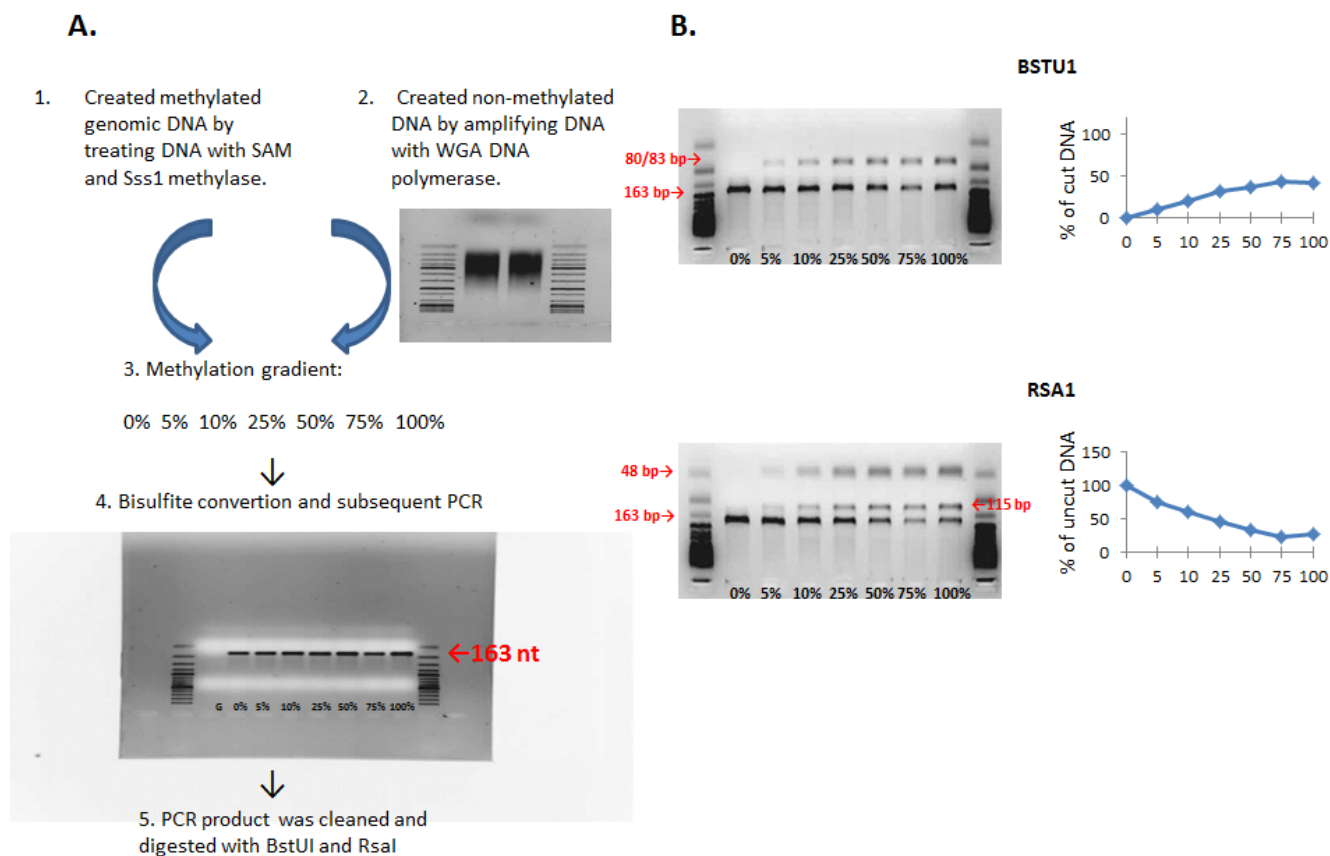 A.
1. Created methylated
genomic DNA by
treating DNA with SAM
and Sss1 methylase.
2. Created non-methylated
DNA by amplifying DNA
with WGA DNA
polymerase.
3. Methylation gradient:
0% 5% 10% 25% 50% 75% 100%
↓
4. Bisulfite convertion and subsequent PCR
←163 nt
G 0% 5% 10% 25% 50% 75% 100%
↓
5. PCR product was cleaned and
digested with BstUI and RsaI
B.
BSTU1
80/83 bp→
163 bp→
0% 5% 10% 25% 50% 75% 100%
% of cut DNA
100
50
0
0 5 10 25 50 75 100
RSA1
48 bp→
163 bp→
←115 bp
0% 5% 10% 25% 50% 75% 100%
% of uncut DNA
150
100
50
0
0 5 10 25 50 75 100